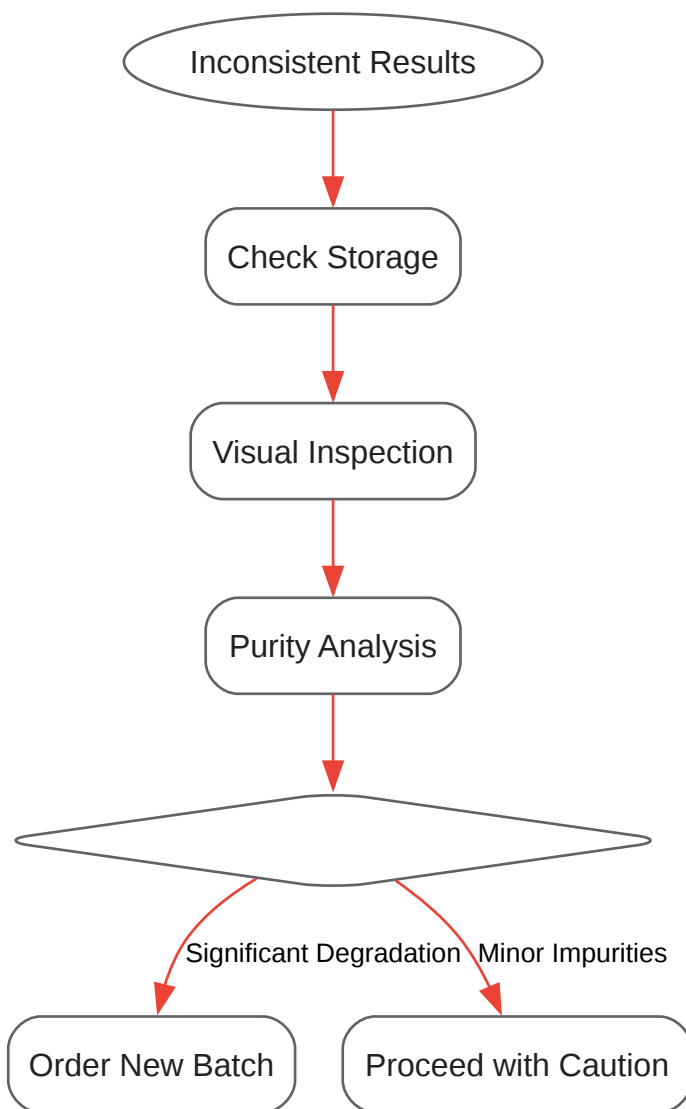 Inconsistent Results
Check Storage
Visual Inspection
Purity Analysis
Significant Degradation
Minor Impurities
Order New Batch
Proceed with Caution